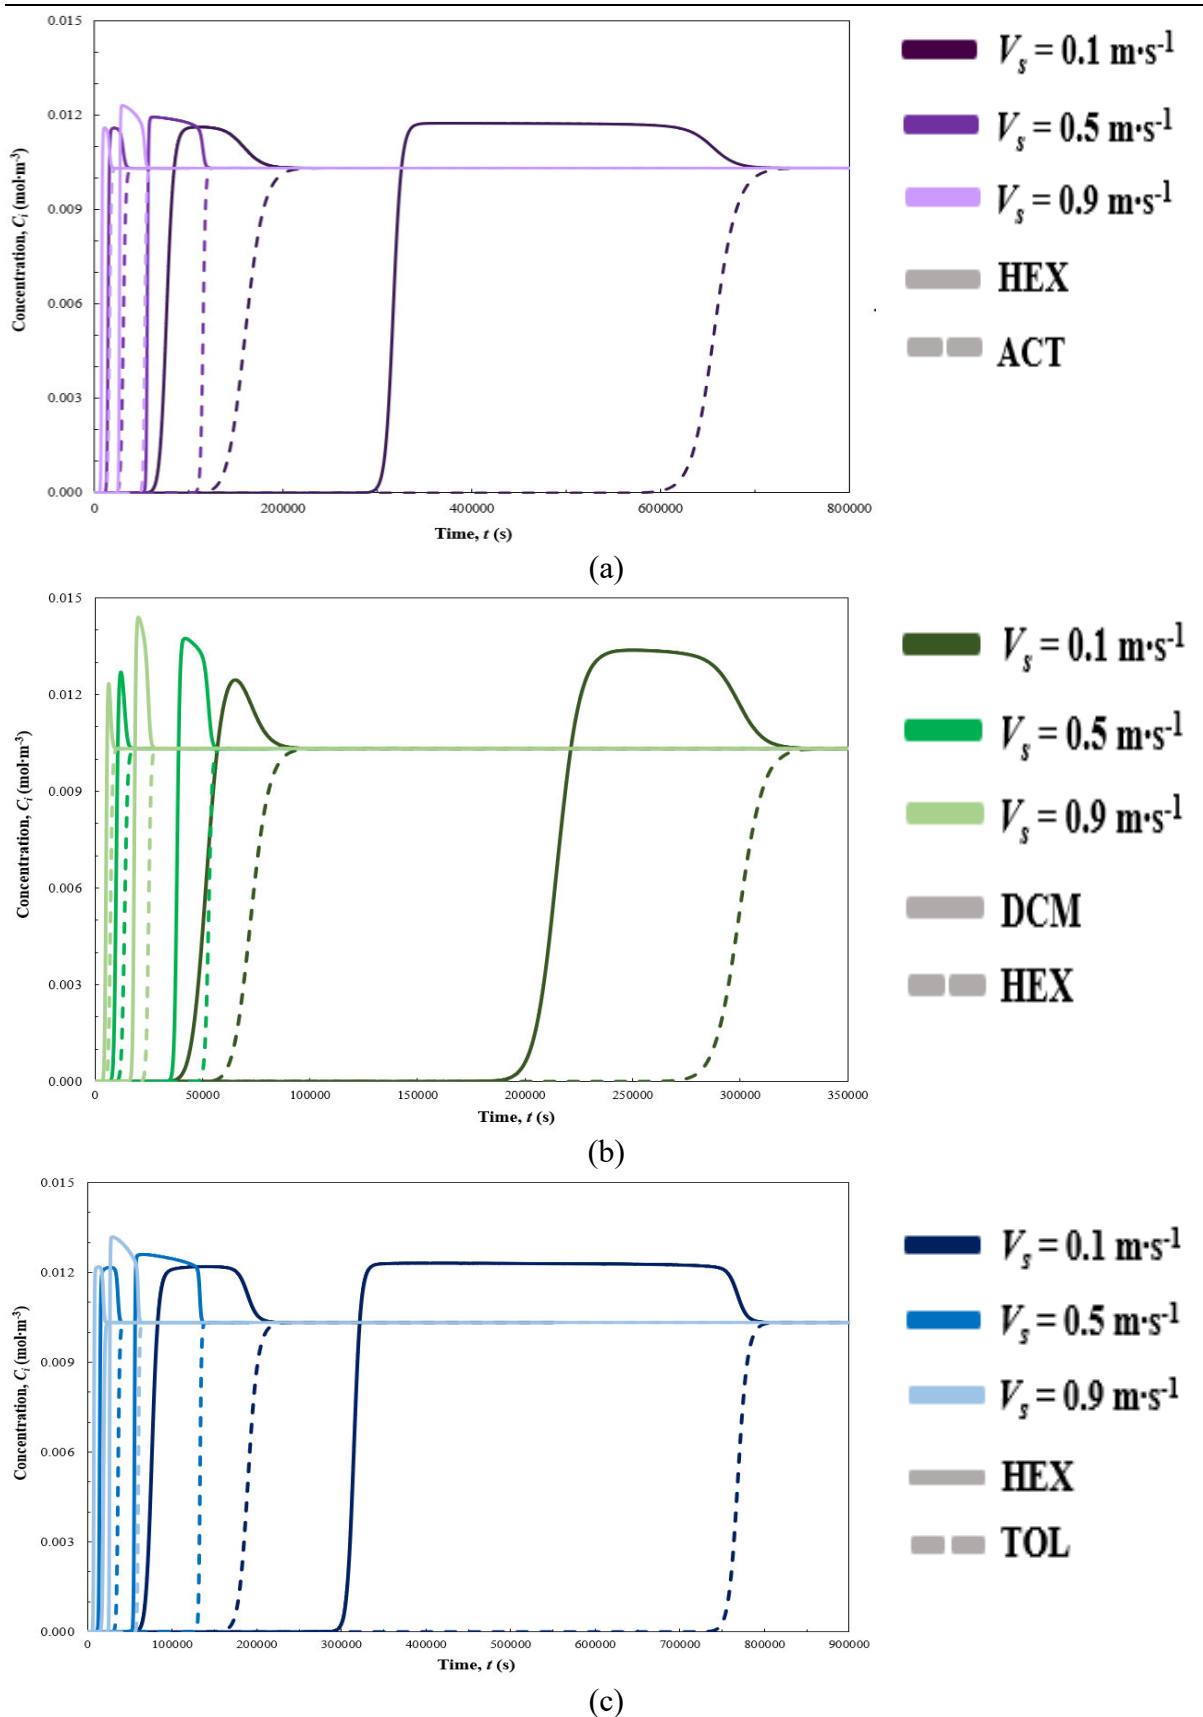 0.015
0.012
0.009
0.006
0.003
0.000
Concentration, Cᵢ (mol·m⁻³)
0 200000 400000 600000 800000
Time, t (s)
Vₛ = 0.1 m·s⁻¹
Vₛ = 0.5 m·s⁻¹
Vₛ = 0.9 m·s⁻¹
HEX
ACT
(a)
0.015
0.012
0.009
0.006
0.003
0.000
Concentration, Cᵢ (mol·m⁻³)
0 50000 100000 150000 200000 250000 300000 350000
Time, t (s)
Vₛ = 0.1 m·s⁻¹
Vₛ = 0.5 m·s⁻¹
Vₛ = 0.9 m·s⁻¹
DCM
HEX
(b)
0.015
0.012
0.009
0.006
0.003
0.000
Concentration, Cᵢ (mol·m⁻³)
0 100000 200000 300000 400000 500000 600000 700000 800000 900000
Time, t (s)
Vₛ = 0.1 m·s⁻¹
Vₛ = 0.5 m·s⁻¹
Vₛ = 0.9 m·s⁻¹
HEX
TOL
(c)